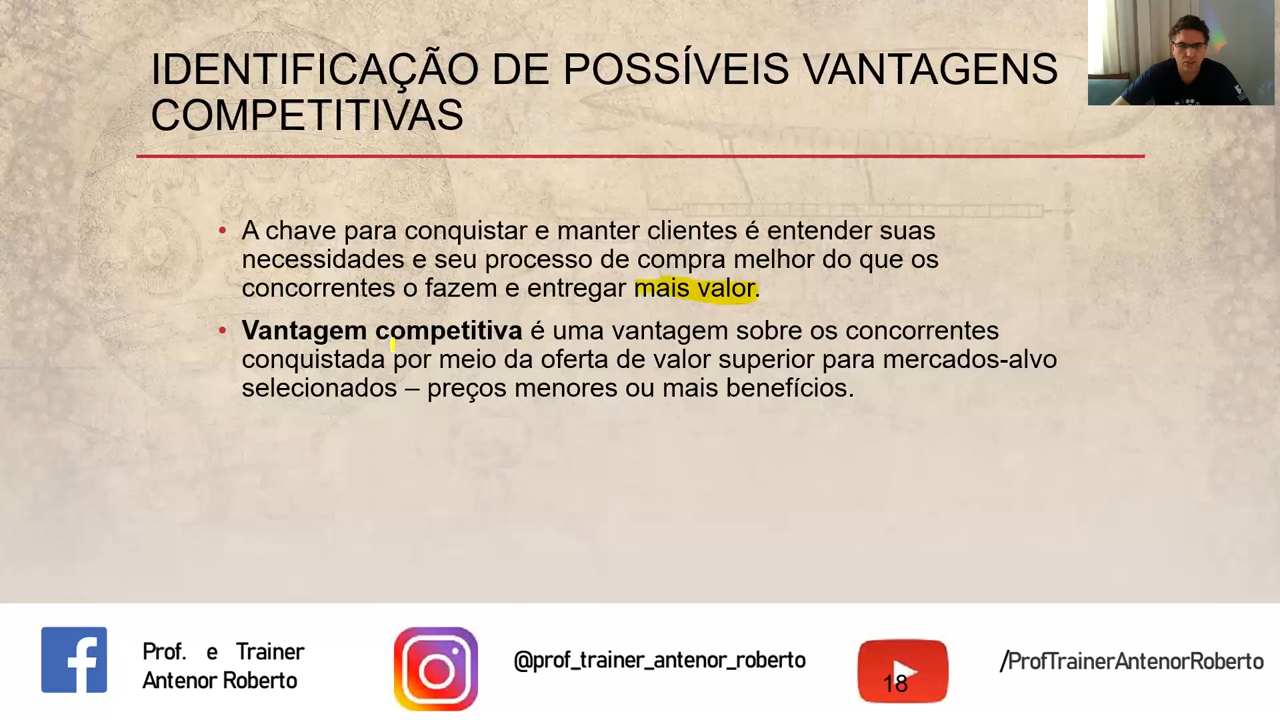 IDENTIFICAÇÃO DE POSSÍVEIS VANTAGENS
COMPETITIVAS
• A chave para conquistar e manter clientes é entender suas
necessidades e seu processo de compra melhor do que os
concorrentes o fazem e entregar mais valor.
• Vantagem competitiva é uma vantagem sobre os concorrentes
conquistada por meio da oferta de valor superior para mercados-alvo
selecionados – preços menores ou mais benefícios.
Prof. e Trainer
Antenor Roberto
@prof_trainer_antenor_roberto
18
/ProfTrainerAntenorRoberto